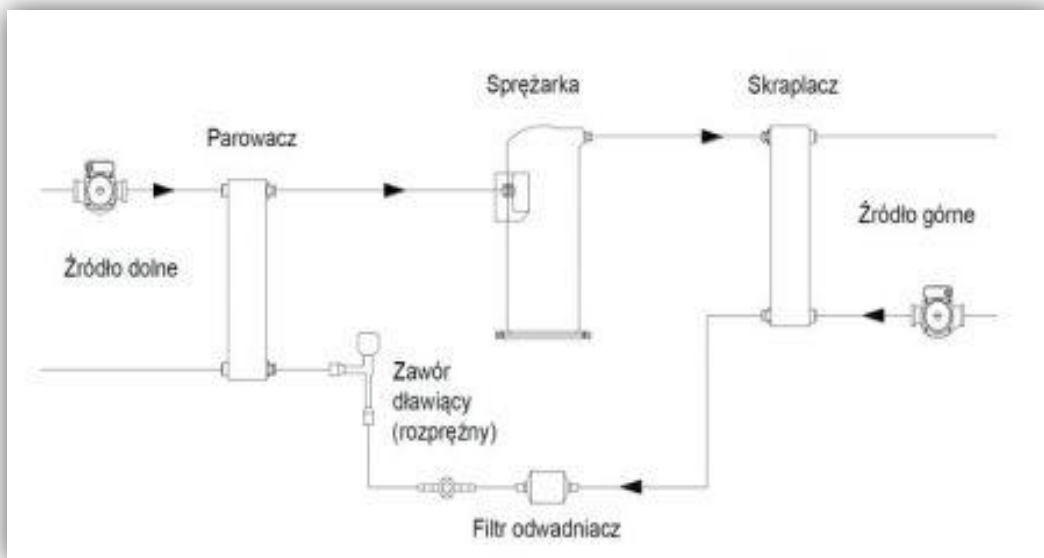 Sprężarka
Skraplacz
Parowacz
Źródło górne
Źródło dolne
Zawór
dławiący
(rozprężny)
Filtr odwadniacz